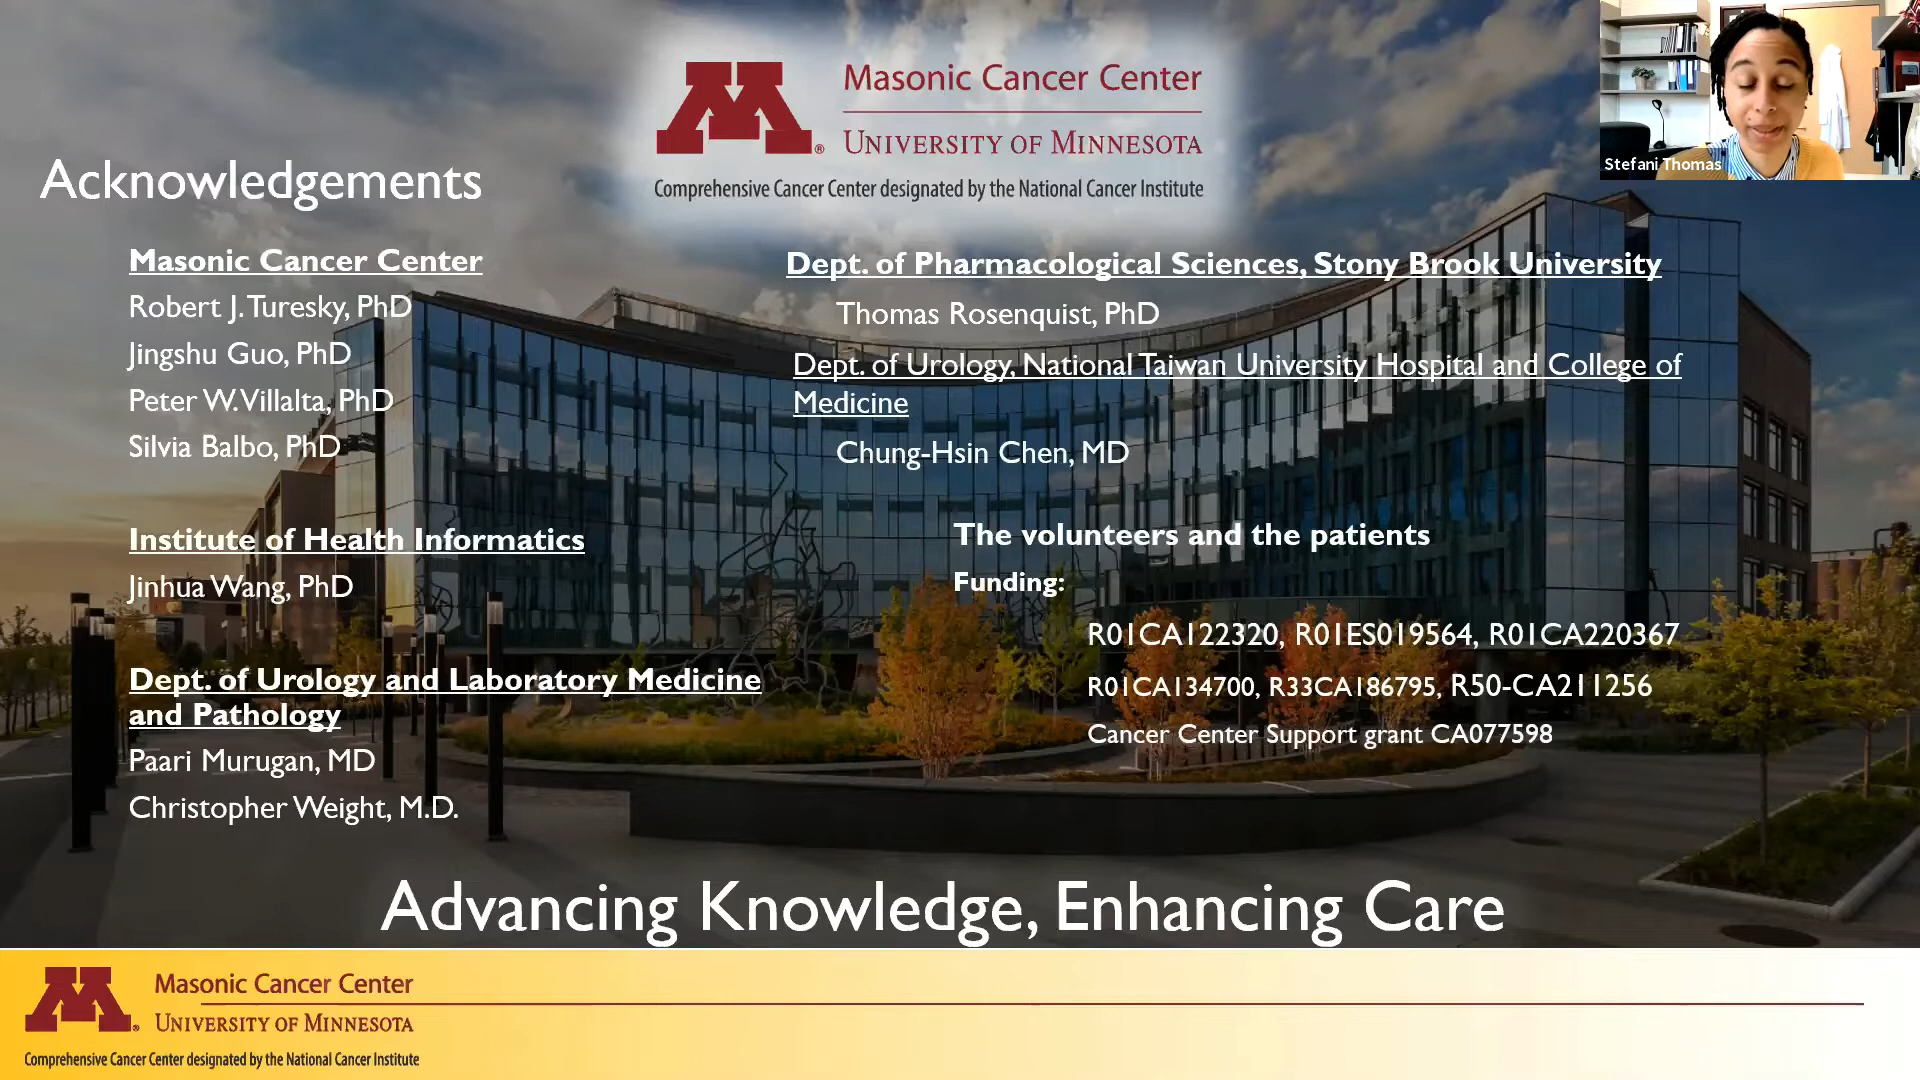 Masonic Cancer Center
University of Minnesota
Comprehensive Cancer Center designated by the National Cancer Institute
Stefani Thomas
Acknowledgements
Masonic Cancer Center
Robert J. Turesky, PhD
Jingshu Guo, PhD
Peter W. Villalta, PhD
Silvia Balbo, PhD
Institute of Health Informatics
Jinhua Wang, PhD
Dept. of Urology and Laboratory Medicine
and Pathology
Paari Murugan, MD
Christopher Weight, M.D.
Dept. of Pharmacological Sciences, Stony Brook University
Thomas Rosenquist, PhD
Dept. of Urology, National Taiwan University Hospital and College of
Medicine
Chung-Hsin Chen, MD
The volunteers and the patients
Funding:
R01CA122320, R01ES019564, R01CA220367
R01CA134700, R33CA186795, R50-CA211256
Cancer Center Support grant CA077598
Advancing Knowledge, Enhancing Care
Masonic Cancer Center
University of Minnesota
Comprehensive Cancer Center designated by the National Cancer Institute